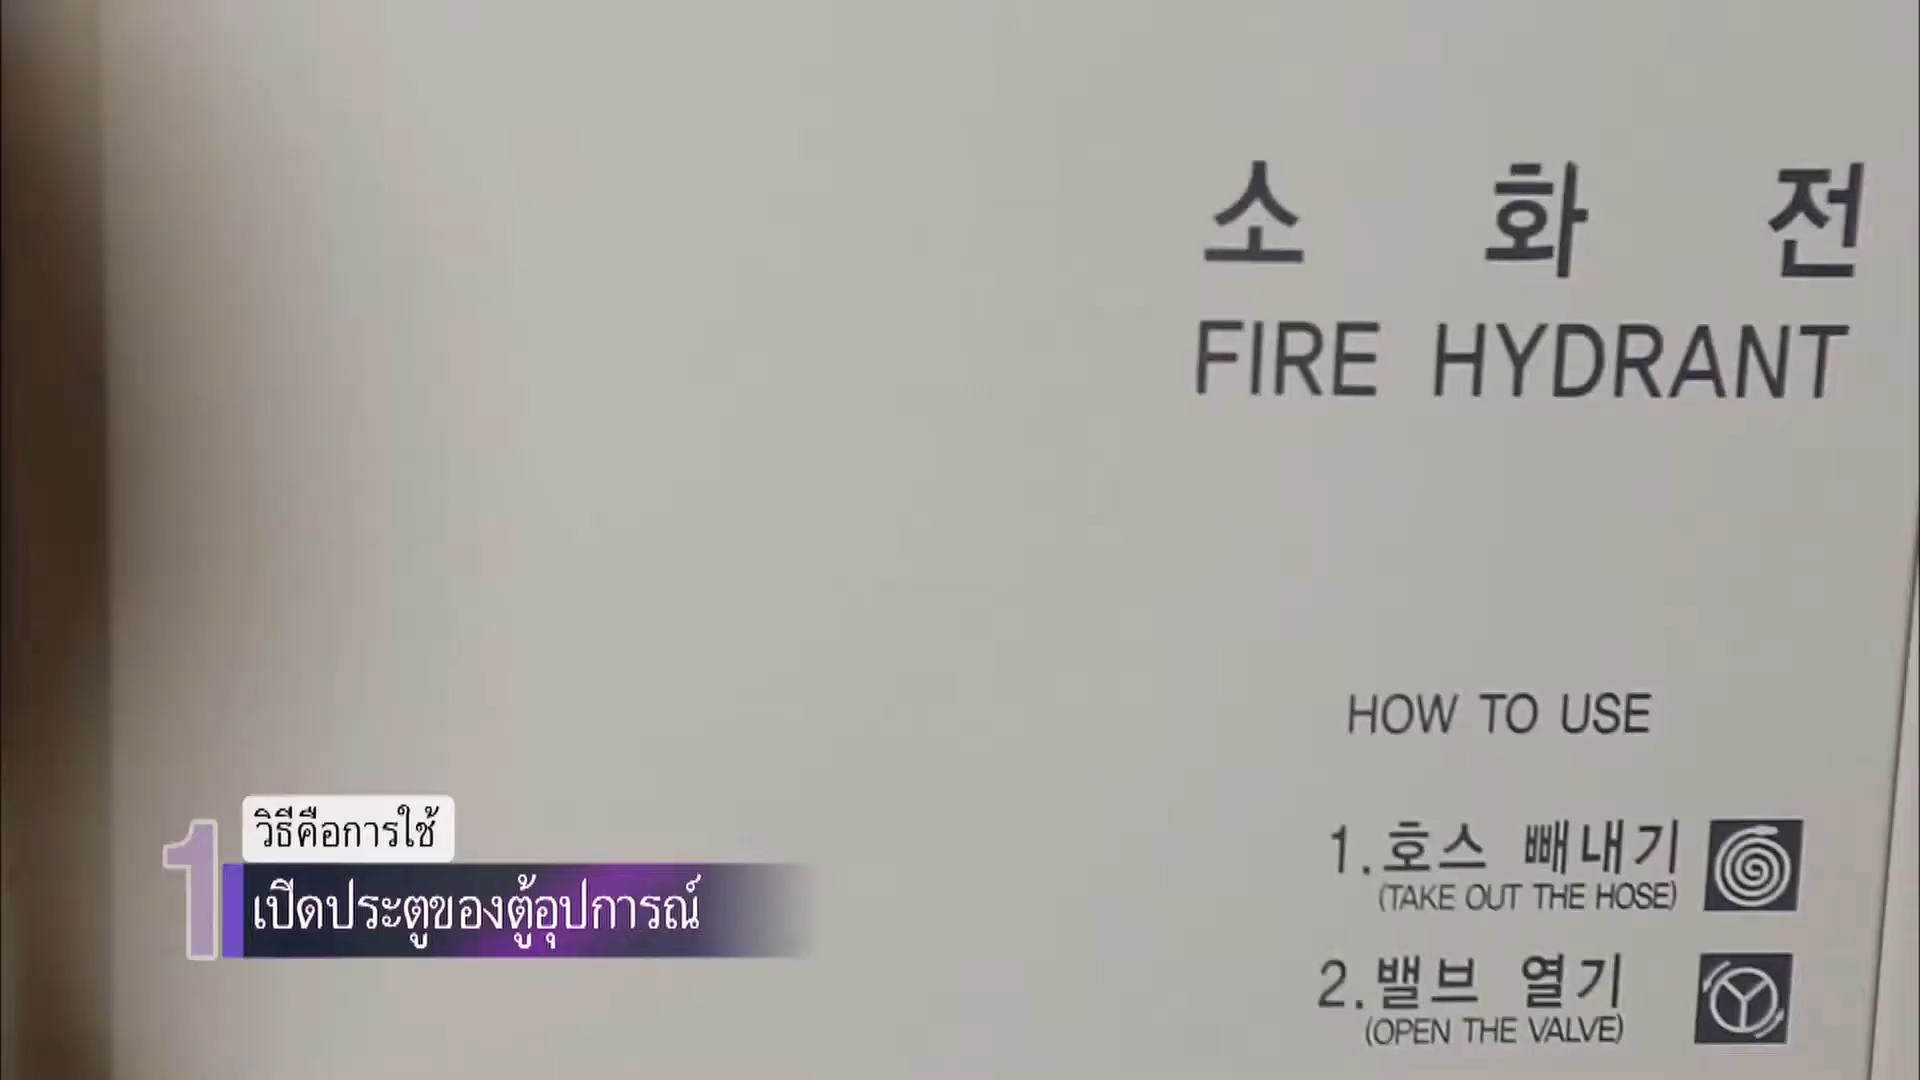 소 화 전
FIRE HYDRANT
HOW TO USE
1.호스 빼내기
(TAKE OUT THE HOSE)
2.밸브 열기
(OPEN THE VALVE)
1
วิธีคือการใช้
เปิดประตูของตู้อุปการณ์